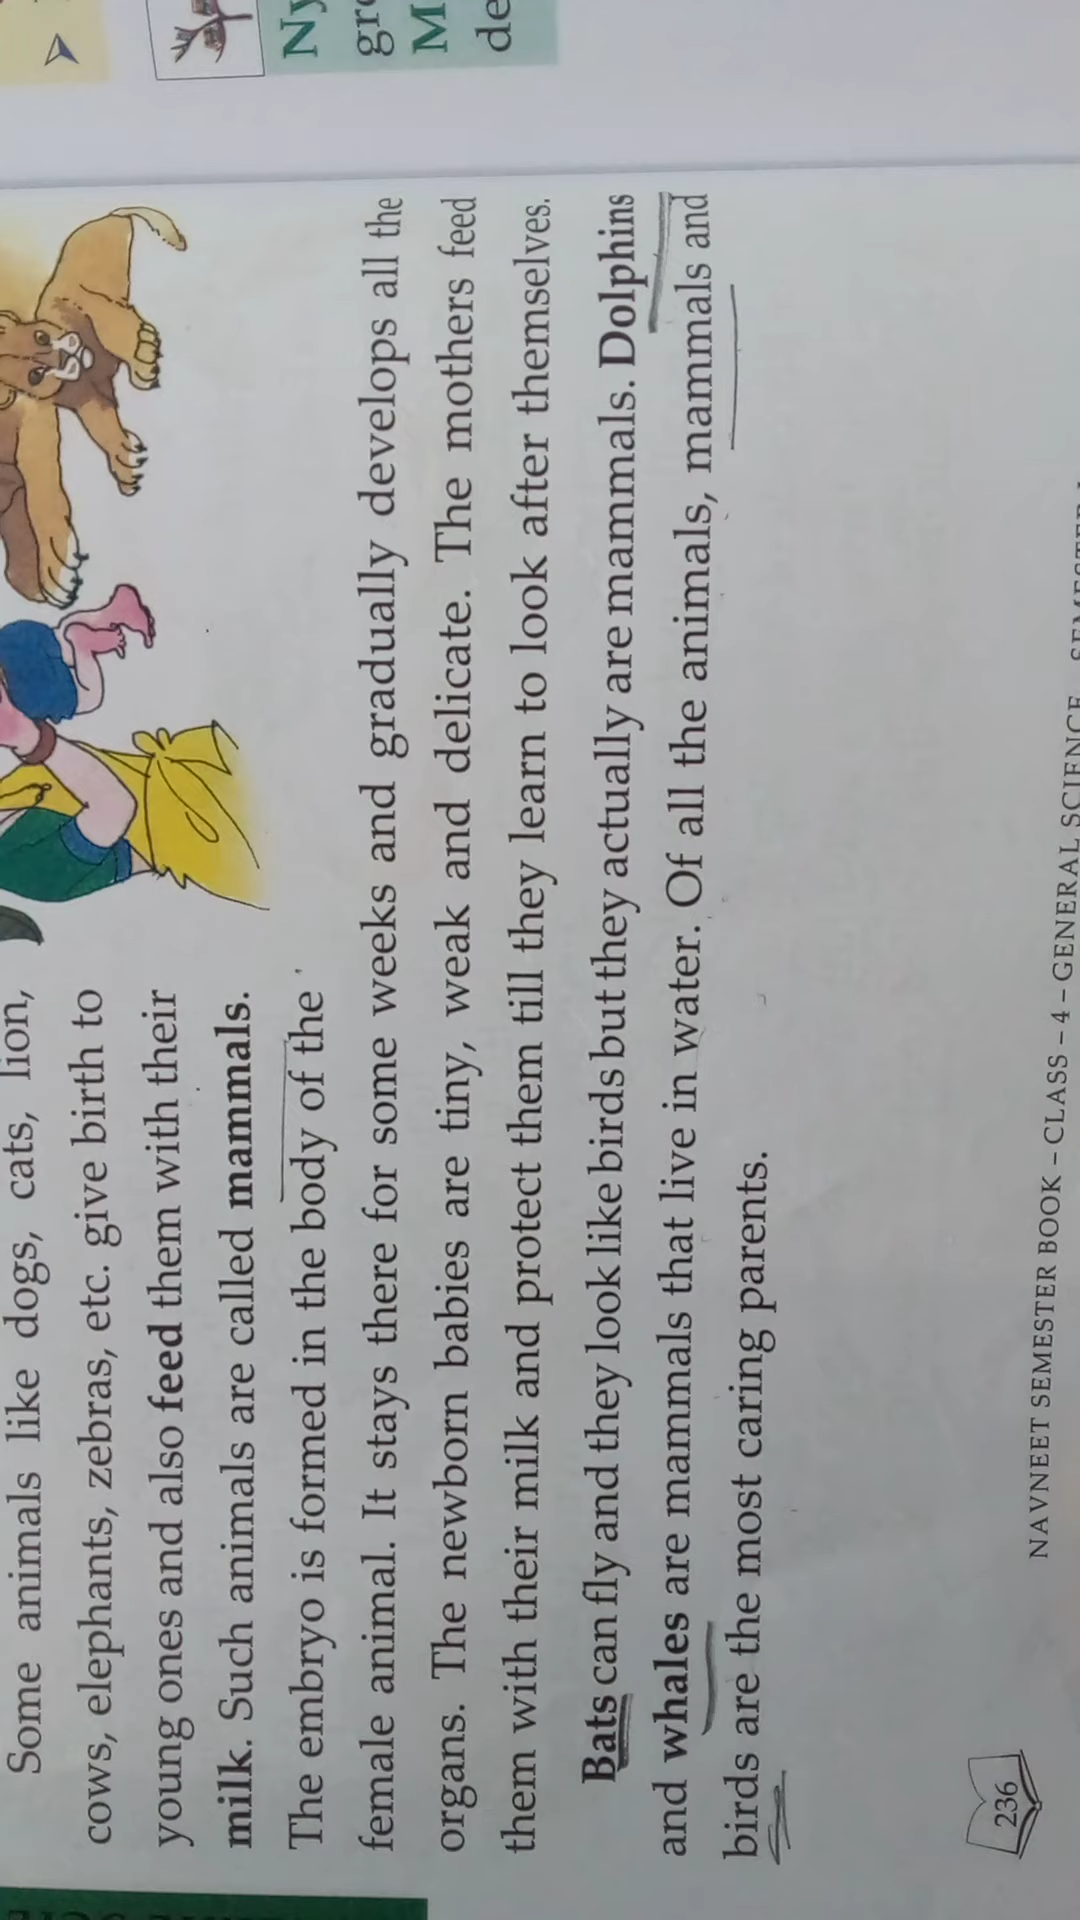 Some animals like dogs, cats, lion,
cows, elephants, zebras, etc. give birth to
young ones and also feed them with their
milk. Such animals are called mammals.
The embryo is formed in the body of the
female animal. It stays there for some weeks and gradually develops all the
organs. The newborn babies are tiny, weak and delicate. The mothers feed
them with their milk and protect them till they learn to look after themselves.
Bats can fly and they look like birds but they actually are mammals. Dolphins
and whales are mammals that live in water. Of all the animals, mammals and
birds are the most caring parents.
236
NAVNEET SEMESTER BOOK – CLASS – 4 – GENERAL SCIENCE